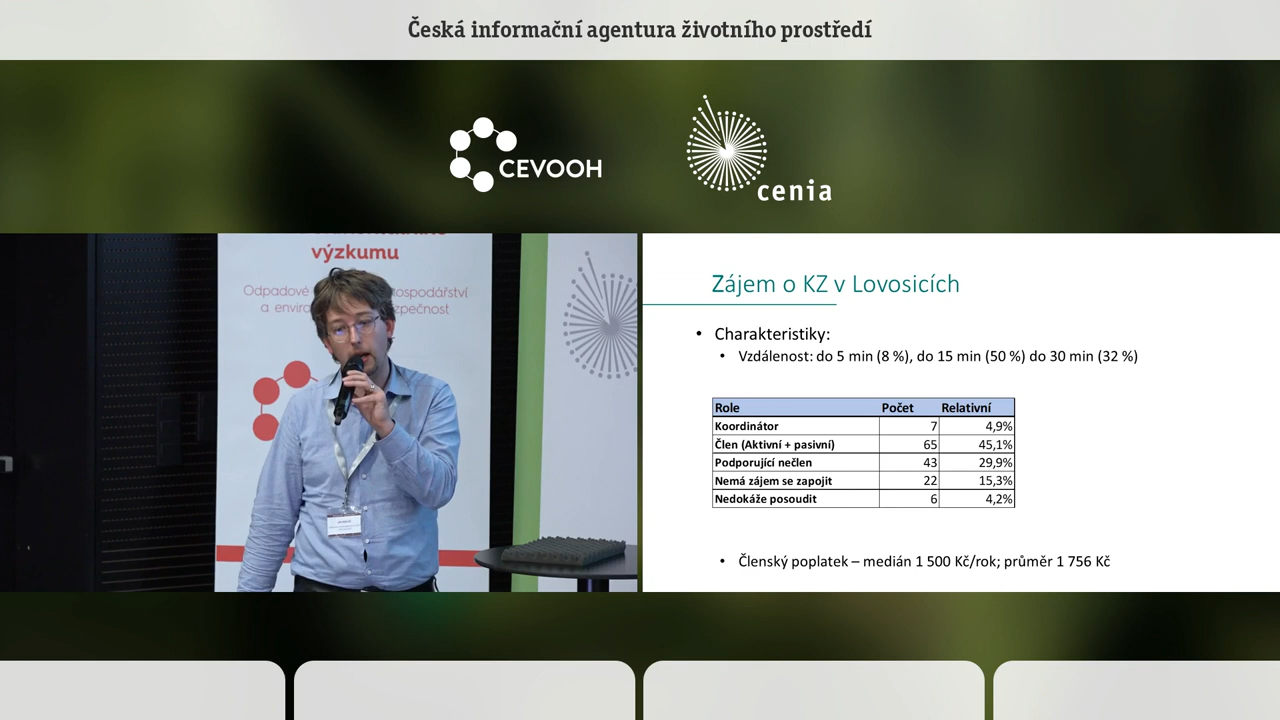 Česká informační agentura životního prostředí
CEVOOH
cenia
výzkumu
Odpadové
ospodářství
a enviro
zpečnost
Zájem o KZ v Lovosicích
• Charakteristiky:
• Vzdálenost: do 5 min (8 %), do 15 min (50 %) do 30 min (32 %)
Role Počet Relativní
Koordinátor 7 4,9%
Člen (Aktivní + pasivní) 65 45,1%
Podporující nečlen 43 29,9%
Nemá zájem se zapojit 22 15,3%
Nedokáže posoudit 6 4,2%
• Členský poplatek – medián 1 500 Kč/rok; průměr 1 756 Kč